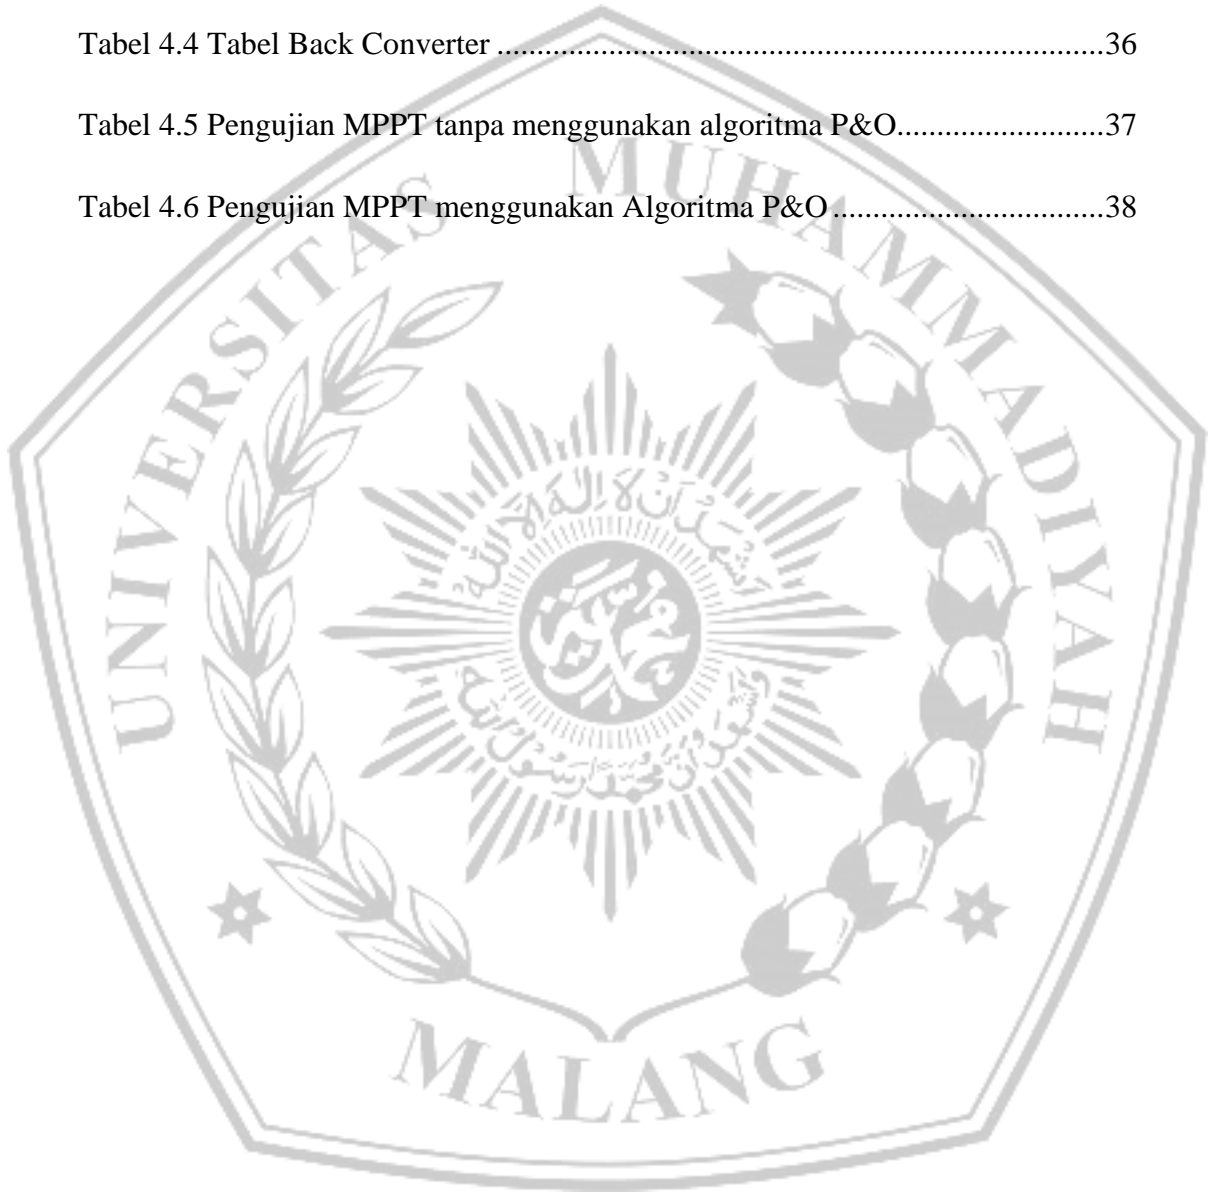 Tabel 4.4 Tabel Back Converter ............................................................................36
Tabel 4.5 Pengujian MPPT tanpa menggunakan algoritma P&O..........................37
Tabel 4.6 Pengujian MPPT menggunakan Algoritma P&O ..................................38
UNIVERSITAS MUHAMMADIYAH
MALANG